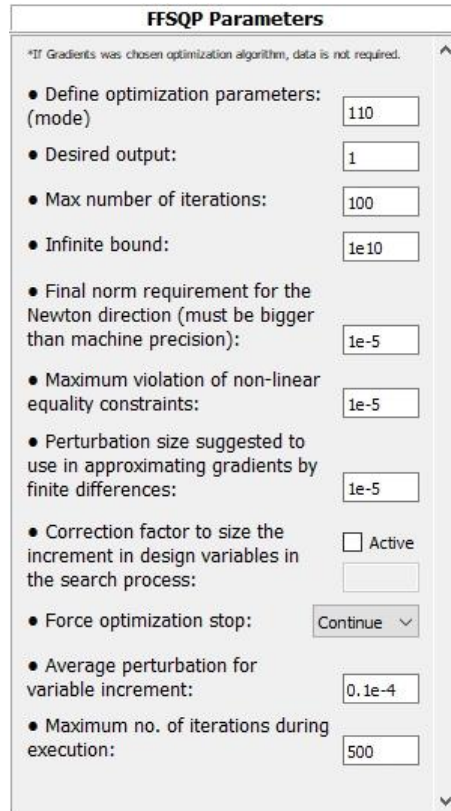 FFSQP Parameters
*If Gradients was chosen optimization algorithm, data is not required.
● Define optimization parameters:
(mode)
110
● Desired output:
1
● Max number of iterations:
100
● Infinite bound:
1e10
● Final norm requirement for the
Newton direction (must be bigger
than machine precision):
1e-5
● Maximum violation of non-linear
equality constraints:
1e-5
● Perturbation size suggested to
use in approximating gradients by
finite differences:
1e-5
● Correction factor to size the
increment in design variables in
the search process:
Active
● Force optimization stop:
Continue
● Average perturbation for
variable increment:
0.1e-4
● Maximum no. of iterations during
execution:
500